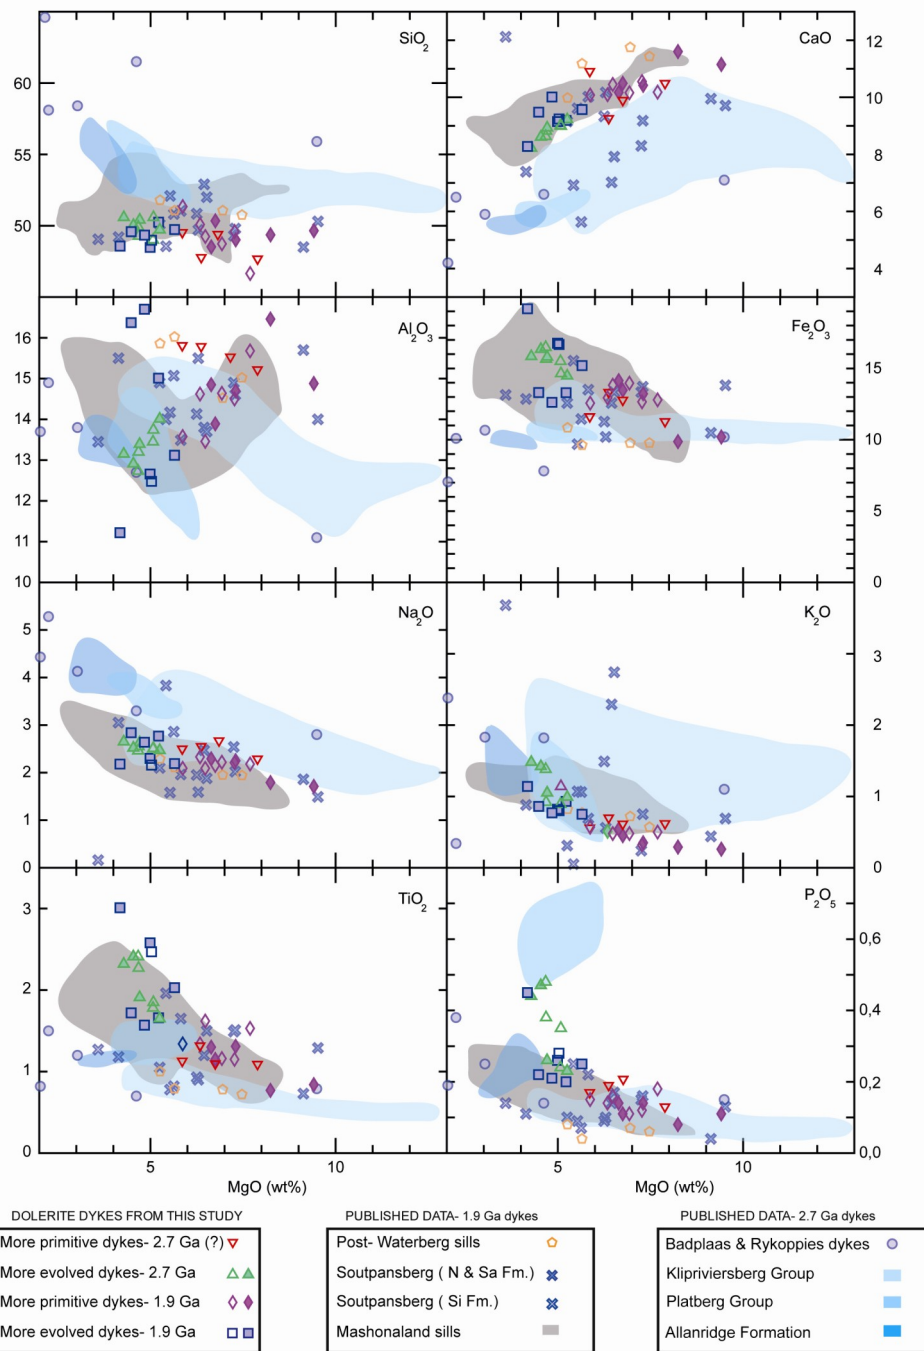 SiO2
CaO
60
55
50
12
10
8
6
4
Al2O3
Fe2O3
16
15
14
13
12
11
10
15
10
5
0
Na2O
K2O
5
4
3
2
1
0
3
2
1
0
TiO2
P2O5
3
2
1
0
0,6
0,4
0,2
0,0
5
10
5
10
MgO (wt%)
MgO (wt%)
DOLERITE DYKES FROM THIS STUDY
More primitive dykes- 2.7 Ga (?)
More evolved dykes- 2.7 Ga
More primitive dykes- 1.9 Ga
More evolved dykes- 1.9 Ga
PUBLISHED DATA- 1.9 Ga dykes
Post- Waterberg sills
Soutpansberg ( N & Sa Fm.)
Soutpansberg ( Si Fm.)
Mashonaland sills
PUBLISHED DATA- 2.7 Ga dykes
Badplaas & Rykoppies dykes
Klipriviersberg Group
Platberg Group
Allanridge Formation